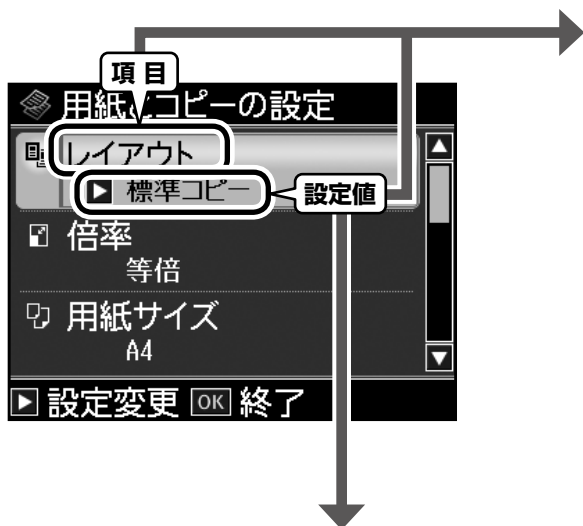 項目
用紙とコピーの設定
レイアウト
標準コピー
設定値
倍率
等倍
用紙サイズ
A4
設定変更 OK 終了